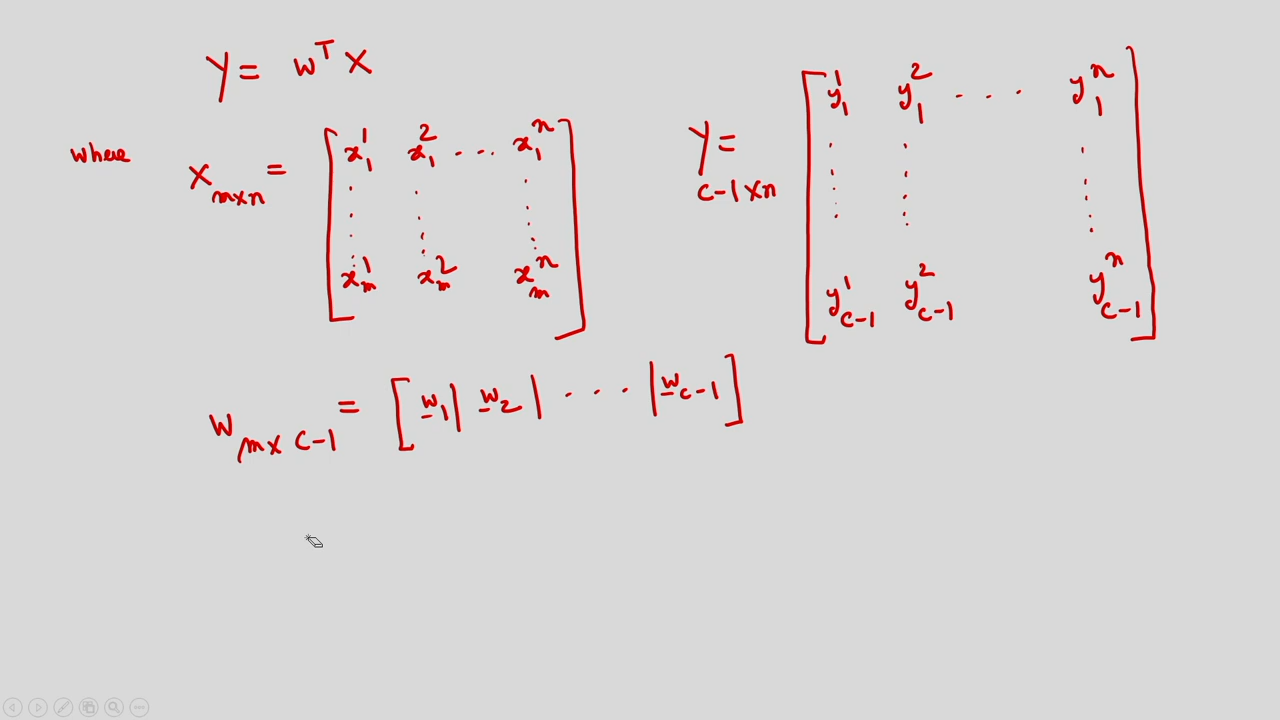 Y = W^T X
where X_{m×n} = [ x_1^1 x_1^2 ... x_1^n
⋮ ⋮ ⋮
x_m^1 x_m^2 x_m^n ]
Y_{c-1×n} = [ y_1^1 y_1^2 ... y_1^n
⋮ ⋮ ⋮
y_{c-1}^1 y_{c-1}^2 y_{c-1}^n ]
W_{m×c-1} = [ w_1 | w_2 | ... | w_{c-1} ]